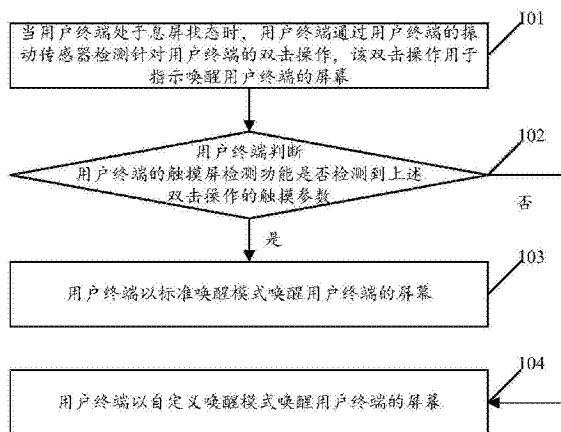 101
当用户终端处于息屏状态时，用户终端通过用户终端的振
动传感器检测针对用户终端的双击操作，该双击操作用于
指示唤醒用户终端的屏幕
102
用户终端判断
用户终端的触摸屏检测功能是否检测到上述
双击操作的触摸参数
否
是
103
用户终端以标准唤醒模式唤醒用户终端的屏幕
104
用户终端以自定义唤醒模式唤醒用户终端的屏幕